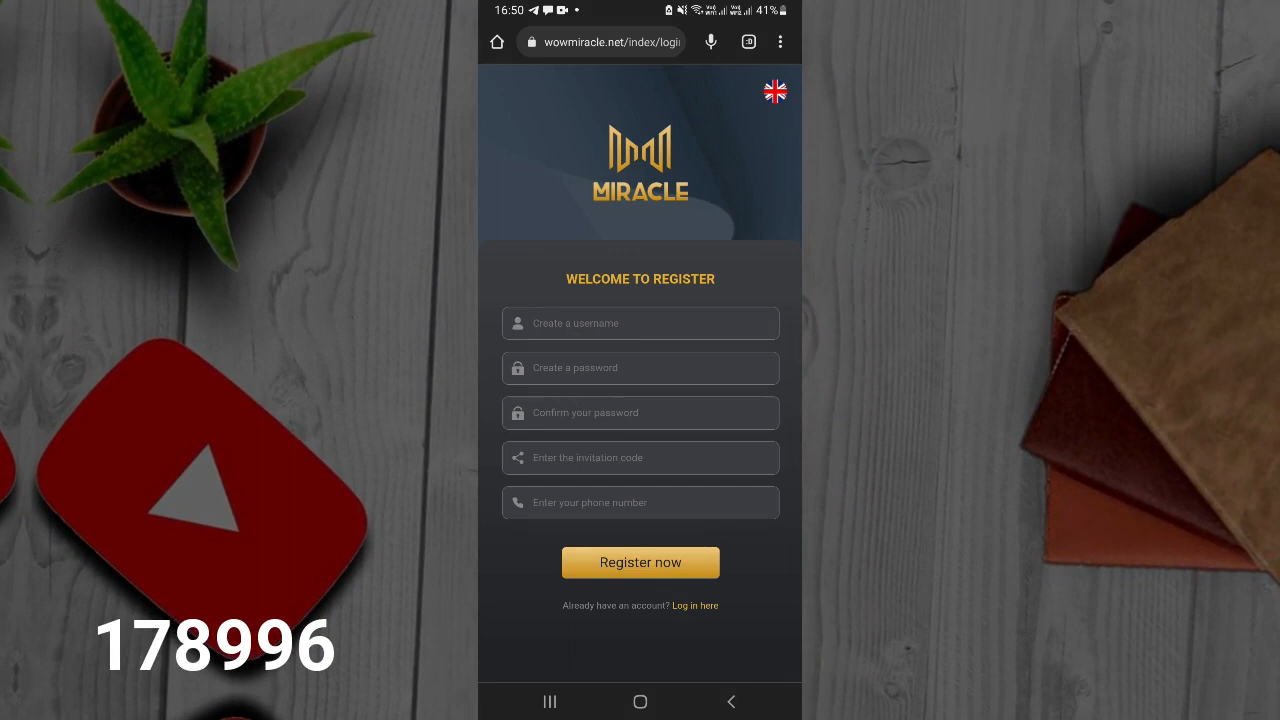 16:50
41%
wowmiracle.net/index/logi
MIRACLE
WELCOME TO REGISTER
Create a username
Create a password
Confirm your password
Enter the invitation code
Enter your phone number
Register now
Already have an account? Log in here
178996